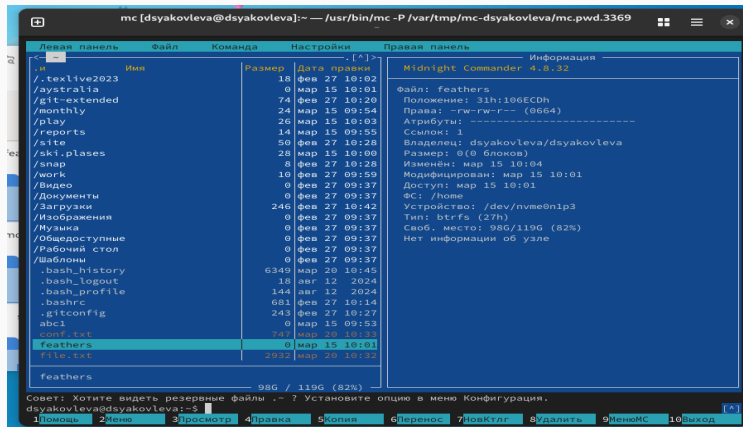 mc [dsyakovleva@dsyakovleva]:~ — /usr/bin/mc -P /var/tmp/mc-dsyakovleva/mc.pwd.3369
Левая панель Файл Команда Настройки Правая панель
<- ~ .[^]>
.и Имя Размер Дата правки
/.texlive2023 18 фев 27 10:02
/aystralia 0 мар 15 10:01
/git-extended 74 фев 27 10:20
/monthly 24 мар 15 09:54
/play 26 мар 15 10:03
/reports 14 мар 15 09:55
/site 50 фев 27 10:28
/ski.plases 28 мар 15 10:00
/snap 8 фев 27 10:28
/work 10 фев 27 09:59
/Видео 0 фев 27 09:37
/Документы 0 фев 27 09:37
/Загрузки 246 фев 27 10:42
/Изображения 0 фев 27 09:37
/Музыка 0 фев 27 09:37
/Общедоступные 0 фев 27 09:37
/Рабочий стол 0 фев 27 09:37
/Шаблоны 0 фев 27 09:37
.bash_history 6349 мар 20 10:45
.bash_logout 18 авг 12 2024
.bash_profile 144 авг 12 2024
.bashrc 681 фев 27 10:14
.gitconfig 243 фев 27 10:27
abc1 0 мар 15 09:53
conf.txt 747 мар 20 10:33
feathers 0 мар 15 10:01
file.txt 2932 мар 20 10:32
feathers
98G / 119G (82%)
Информация
Midnight Commander 4.8.32
Файл: feathers
Положение: 31h:106ECDh
Права: -rw-rw-r-- (0664)
Атрибуты: --------------------------
Ссылок: 1
Владелец: dsyakovleva/dsyakovleva
Размер: 0(0 блоков)
Изменён: мар 15 10:04
Модифицирован: мар 15 10:01
Доступ: мар 15 10:01
ФС: /home
Устройство: /dev/nvme0n1p3
Тип: btrfs (27h)
Своб. место: 98G/119G (82%)
Нет информации об узле
Совет: Хотите видеть резервные файлы .~ ? Установите опцию в меню Конфигурация.
dsyakovleva@dsyakovleva:~$ [^]
1Помощь 2Меню 3Просмотр 4Правка 5Копия 6Перенос 7НовКтлг 8Удалить 9МенюMC 10Выход